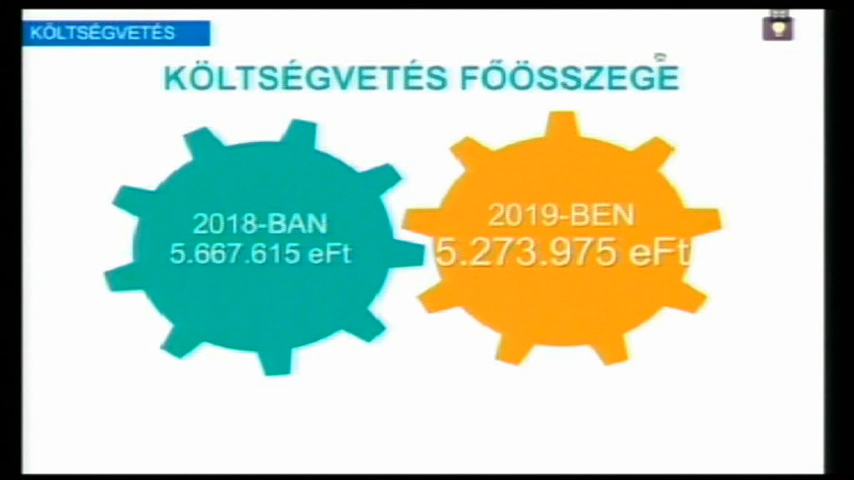 KÖLTSÉGVETÉS
KÖLTSÉGVETÉS FŐÖSSZEGE
2018-BAN
5.667.615 eFt
2019-BEN
5.273.975 eFt